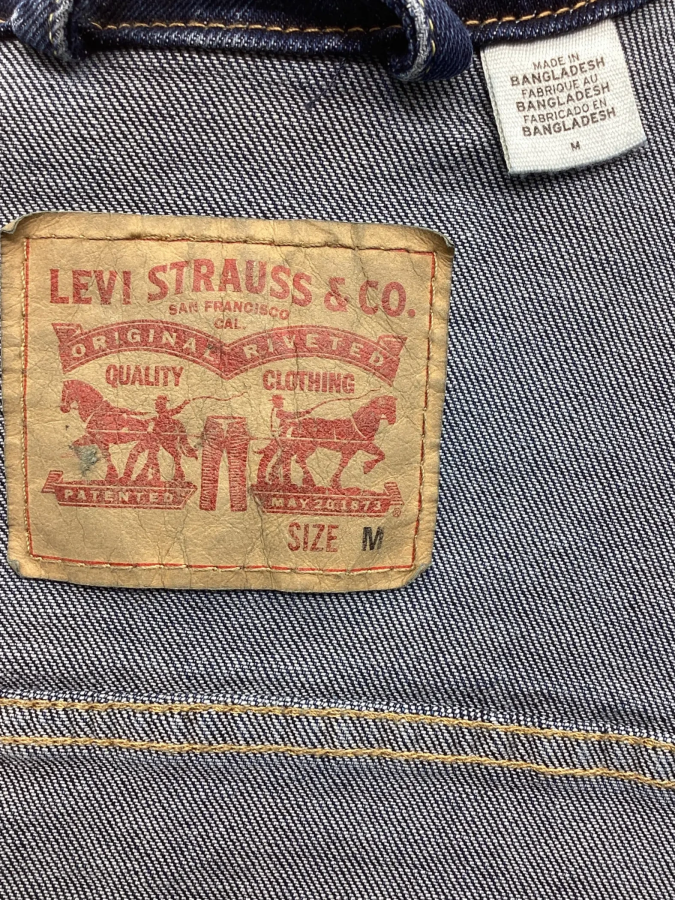 MADE IN
BANGLADESH
FABRIQUE AU
BANGLADESH
FABRICADO EN
BANGLADESH
M
LEVI STRAUSS & CO.
SAN FRANCISCO
CAL.
ORIGINAL RIVETED
QUALITY CLOTHING
PATENTED MAY 20 1873
®
SIZE M